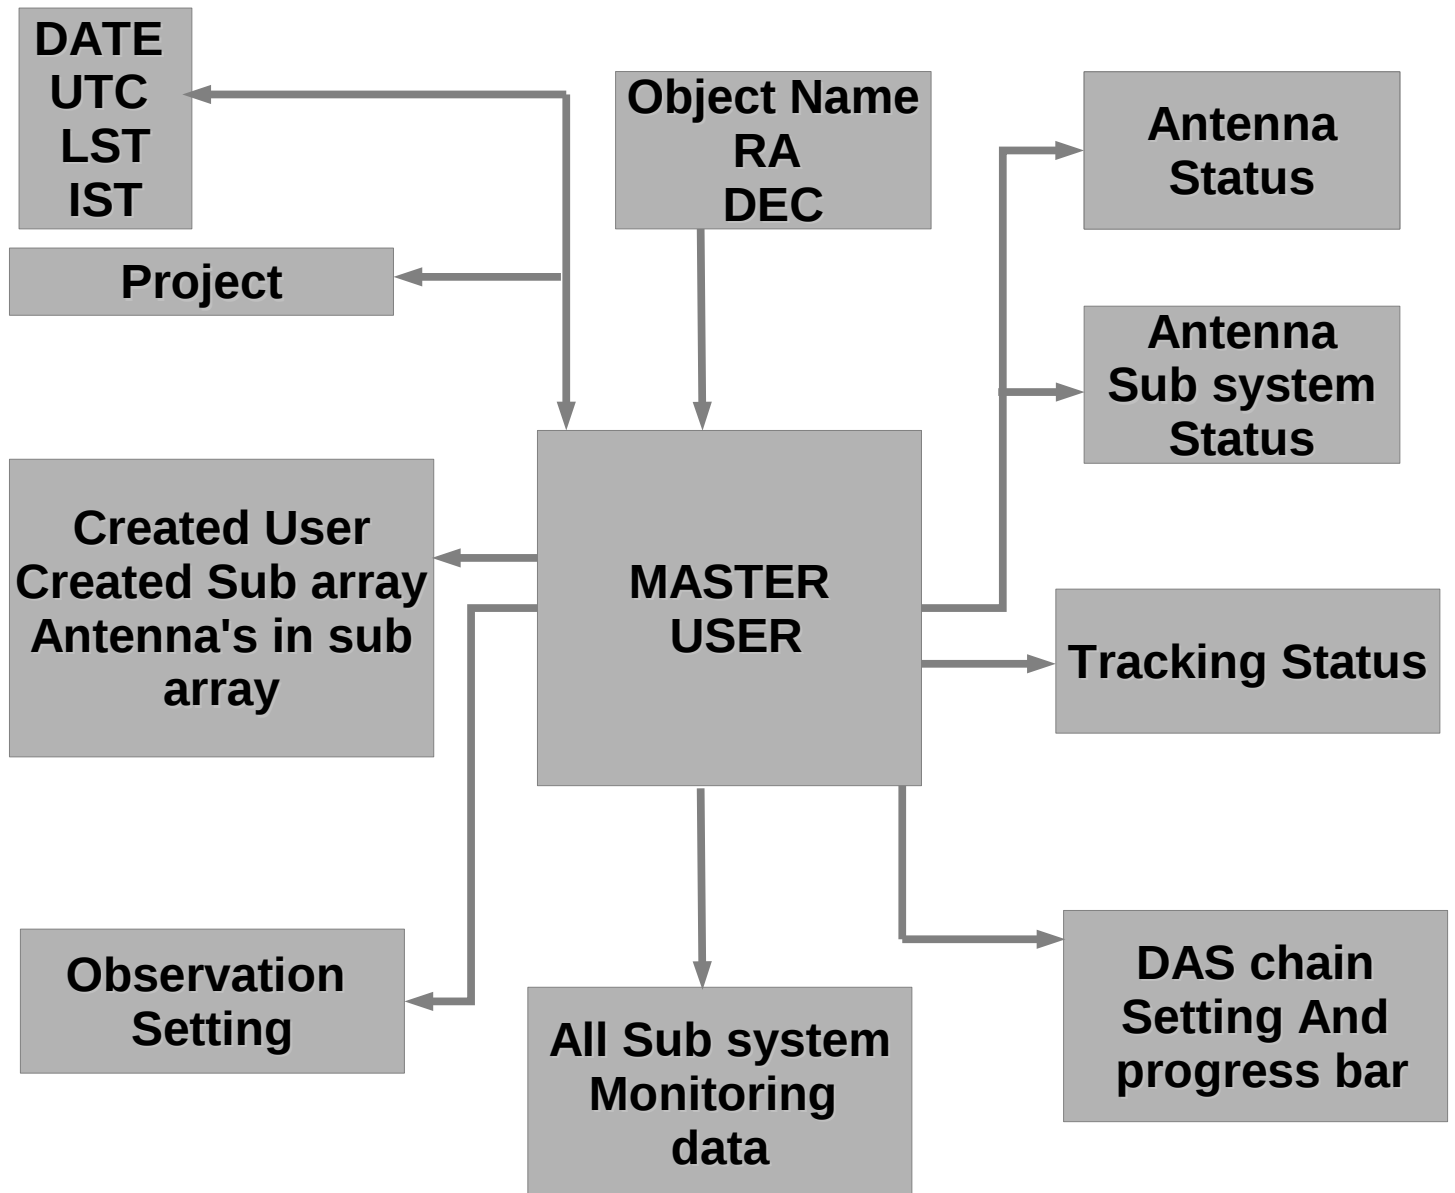 DATE
UTC
LST
IST
Object Name
RA
DEC
Antenna
Status
Project
Antenna
Sub system
Status
Created User
Created Sub array
Antenna's in sub
array
MASTER
USER
Tracking Status
Observation
Setting
All Sub system
Monitoring
data
DAS chain
Setting And
progress bar